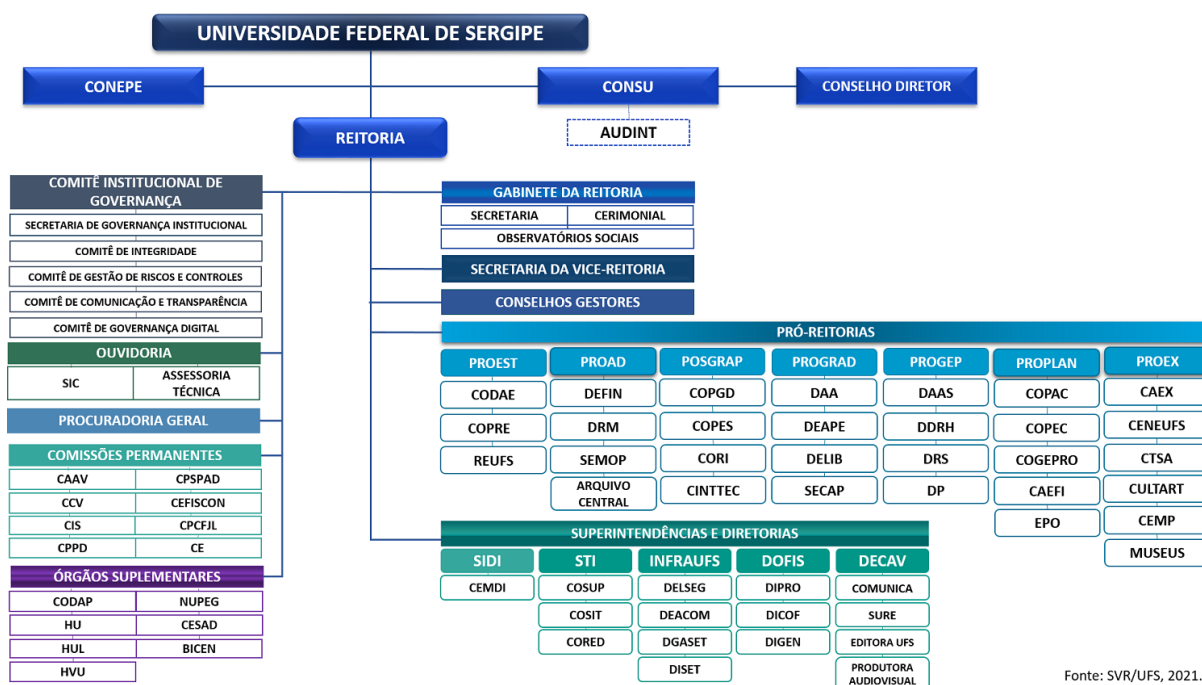 UNIVERSIDADE FEDERAL DE SERGIPE
CONEPE
CONSU
CONSELHO DIRETOR
AUDINT
REITORIA
COMITÊ INSTITUCIONAL DE
GOVERNANÇA
SECRETARIA DE GOVERNANÇA INSTITUCIONAL
COMITÊ DE INTEGRIDADE
COMITÊ DE GESTÃO DE RISCOS E CONTROLES
COMITÊ DE COMUNICAÇÃO E TRANSPARÊNCIA
COMITÊ DE GOVERNANÇA DIGITAL
OUVIDORIA
SIC
ASSESSORIA
TÉCNICA
PROCURADORIA GERAL
COMISSÕES PERMANENTES
CAAV
CPSPAD
CCV
CEFISCON
CIS
CPCFJL
CPPD
CE
ÓRGÃOS SUPLEMENTARES
CODAP
NUPEG
HU
CESAD
HUL
BICEN
HVU
GABINETE DA REITORIA
SECRETARIA
CERIMONIAL
OBSERVATÓRIOS SOCIAIS
SECRETARIA DA VICE-REITORIA
CONSELHOS GESTORES
PRÓ-REITORIAS
PROEST
CODAE
COPRE
REUFS
PROAD
DEFIN
DRM
SEMOP
ARQUIVO
CENTRAL
POSGRAP
COPGD
COPES
CORI
CINTTEC
PROGRAD
DAA
DEAPE
DELIB
SECAP
PROGEP
DAAS
DDRH
DRS
DP
PROPLAN
COPAC
COPEC
COGEPRO
CAEFI
EPO
PROEX
CAEX
CENEUFS
CTSA
CULTART
CEMP
MUSEUS
SUPERINTENDÊNCIAS E DIRETORIAS
SIDI
CEMDI
STI
COSUP
COSIT
CORED
INFRAUFS
DELSEG
DEACOM
DGASET
DISET
DOFIS
DIPRO
DICOF
DIGEN
DECAV
COMUNICA
SURE
EDITORA UFS
PRODUTORA
AUDIOVISUAL
Fonte: SVR/UFS, 2021.